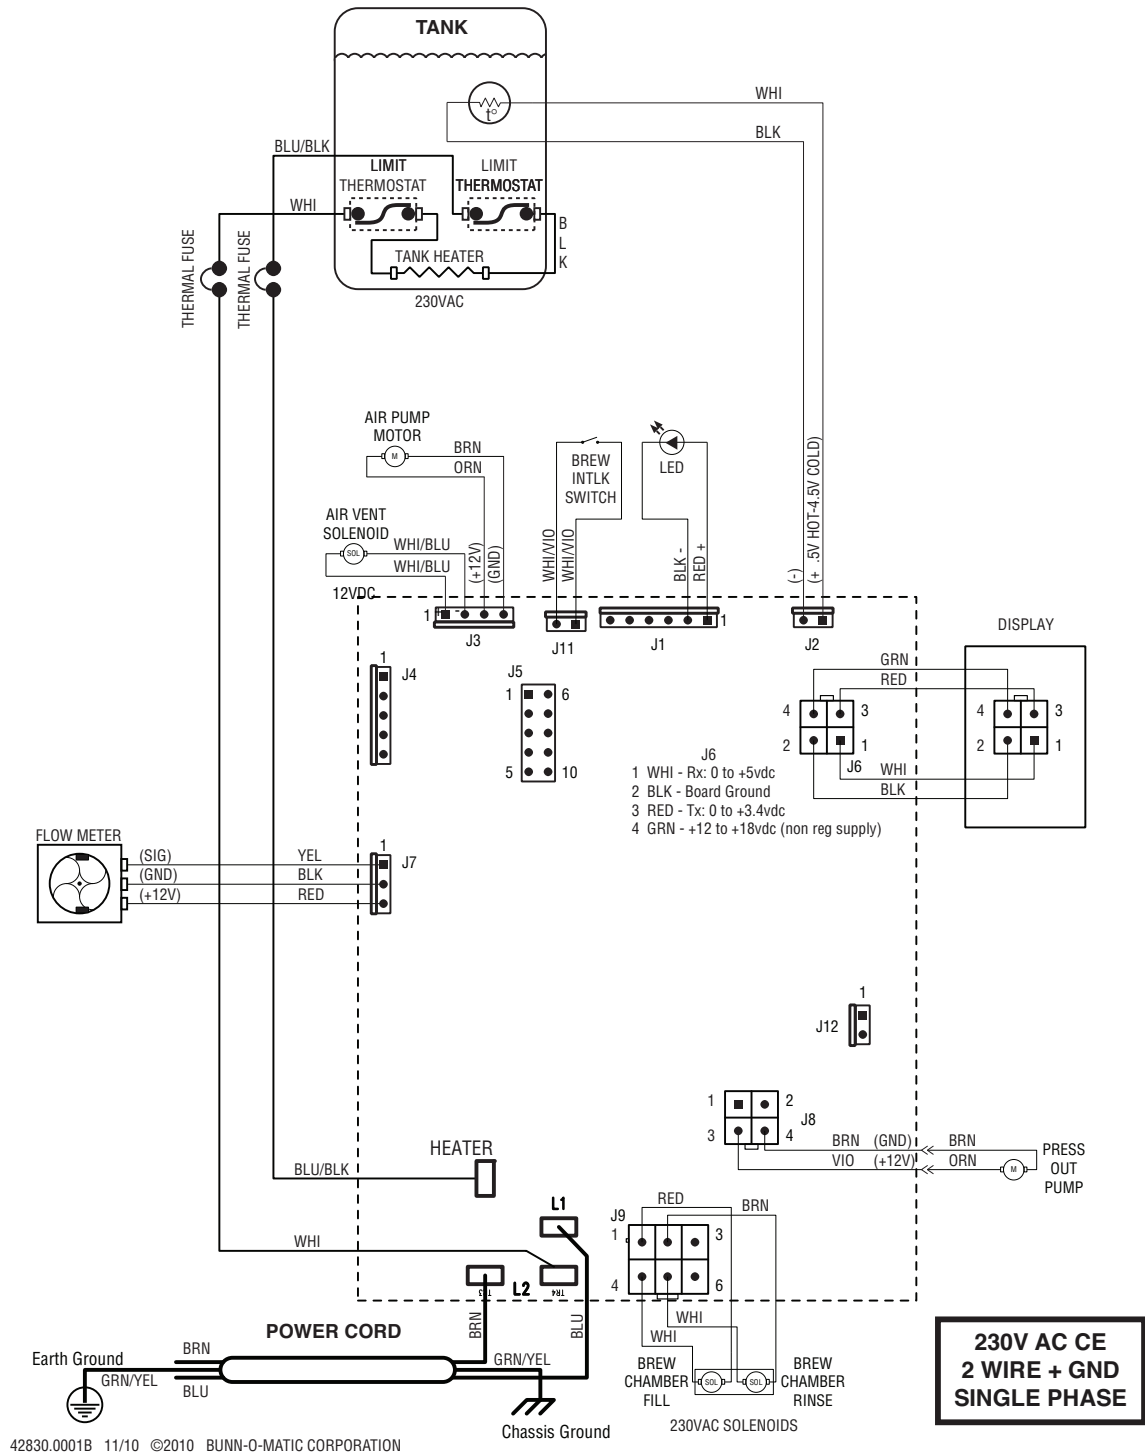 TANK
WHI
BLK
BLU/BLK
LIMIT
THERMOSTAT
LIMIT
THERMOSTAT
WHI
B
L
K
TANK HEATER
230VAC
THERMAL FUSE
THERMAL FUSE
t°
AIR PUMP
MOTOR
M
BRN
ORN
AIR VENT
SOLENOID
SOL
WHI/BLU
WHI/BLU
12VDC
(+12V)
(GND)
BREW
INTLK
SWITCH
WHI/VIO
WHI/VIO
LED
BLK -
RED +
(-)
(+ .5V HOT-4.5V COLD)
1 + -
J3
J11
J1
1
J2
DISPLAY
GRN
RED
4 3
2 1
J6
4 3
2 1
WHI
BLK
1
J4
J5
1 6
5 10
J6
1 WHI - Rx: 0 to +5vdc
2 BLK - Board Ground
3 RED - Tx: 0 to +3.4vdc
4 GRN - +12 to +18vdc (non reg supply)
FLOW METER
(SIG) YEL
(GND) BLK
(+12V) RED
1
J7
1
J12
1 2
3 4
J8
BRN (GND) BRN
VIO (+12V) ORN
M
PRESS
OUT
PUMP
HEATER
BLU/BLK
L1
WHI
L2
TR3
TR4
J9
1 3
4 6
RED
BRN
WHI
WHI
BRN
BLU
POWER CORD
BRN
Earth Ground
GRN/YEL
BLU
GRN/YEL
Chassis Ground
BREW
CHAMBER
FILL
SOL
SOL
BREW
CHAMBER
RINSE
230VAC SOLENOIDS
230V AC CE
2 WIRE + GND
SINGLE PHASE
42830.0001B 11/10 ©2010 BUNN-O-MATIC CORPORATION